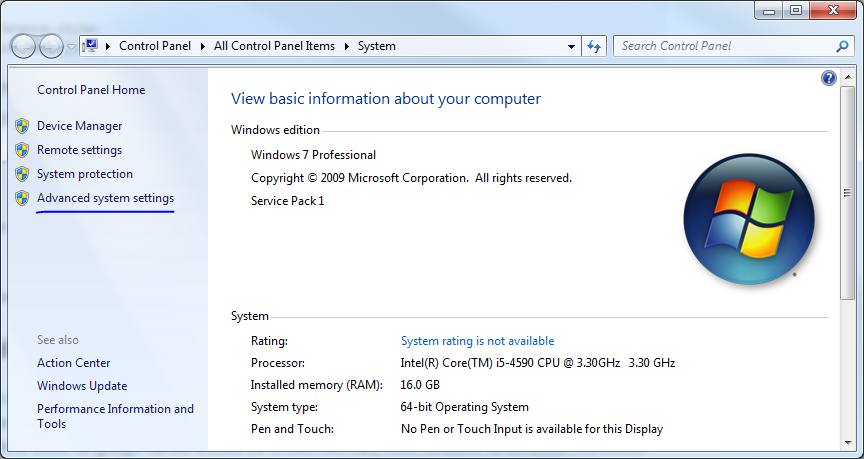 Control Panel ▸ All Control Panel Items ▸ System
Search Control Panel
Control Panel Home
Device Manager
Remote settings
System protection
Advanced system settings
See also
Action Center
Windows Update
Performance Information and
Tools
View basic information about your computer
Windows edition
Windows 7 Professional
Copyright © 2009 Microsoft Corporation. All rights reserved.
Service Pack 1
System
Rating: System rating is not available
Processor: Intel(R) Core(TM) i5-4590 CPU @ 3.30GHz 3.30 GHz
Installed memory (RAM): 16.0 GB
System type: 64-bit Operating System
Pen and Touch: No Pen or Touch Input is available for this Display